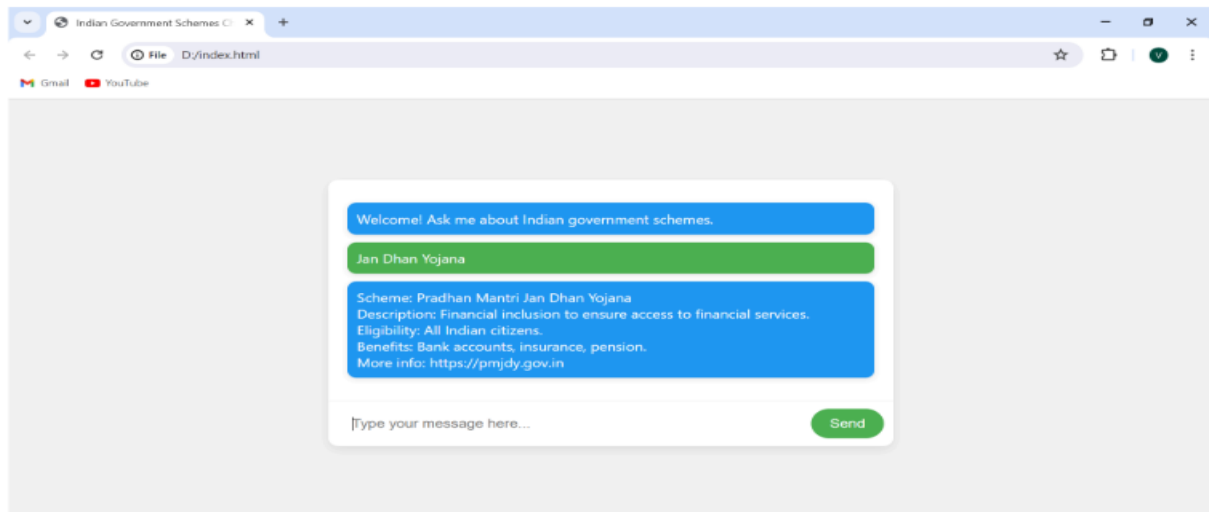 Indian Government Schemes C
File D:/index.html
Gmail YouTube
Welcome! Ask me about Indian government schemes.
Jan Dhan Yojana
Scheme: Pradhan Mantri Jan Dhan Yojana
Description: Financial inclusion to ensure access to financial services.
Eligibility: All Indian citizens.
Benefits: Bank accounts, insurance, pension.
More info: https://pmjdy.gov.in
Type your message here...
Send